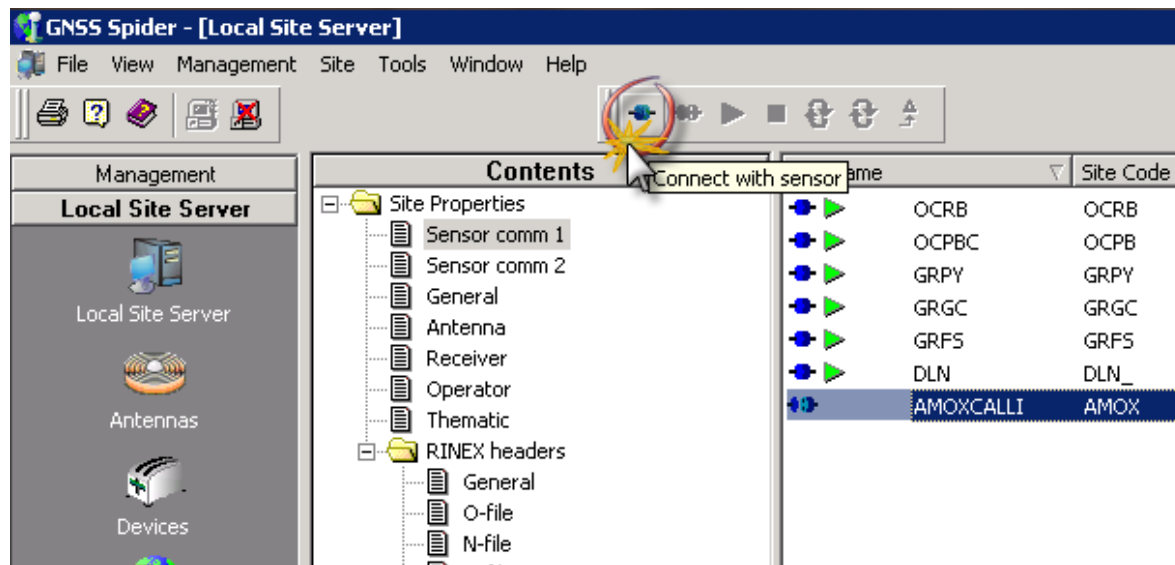 GNSS Spider - [Local Site Server]
File View Management Site Tools Window Help
Connect with sensor
Management
Local Site Server
Local Site Server
Antennas
Devices
Contents
Site Properties
Sensor comm 1
Sensor comm 2
General
Antenna
Receiver
Operator
Thematic
RINEX headers
General
O-file
N-file
Site Code
OCRB OCRB
OCPBC OCPB
GRPY GRPY
GRGC GRGC
GRFS GRFS
DLN DLN_
AMOXCALLI AMOX